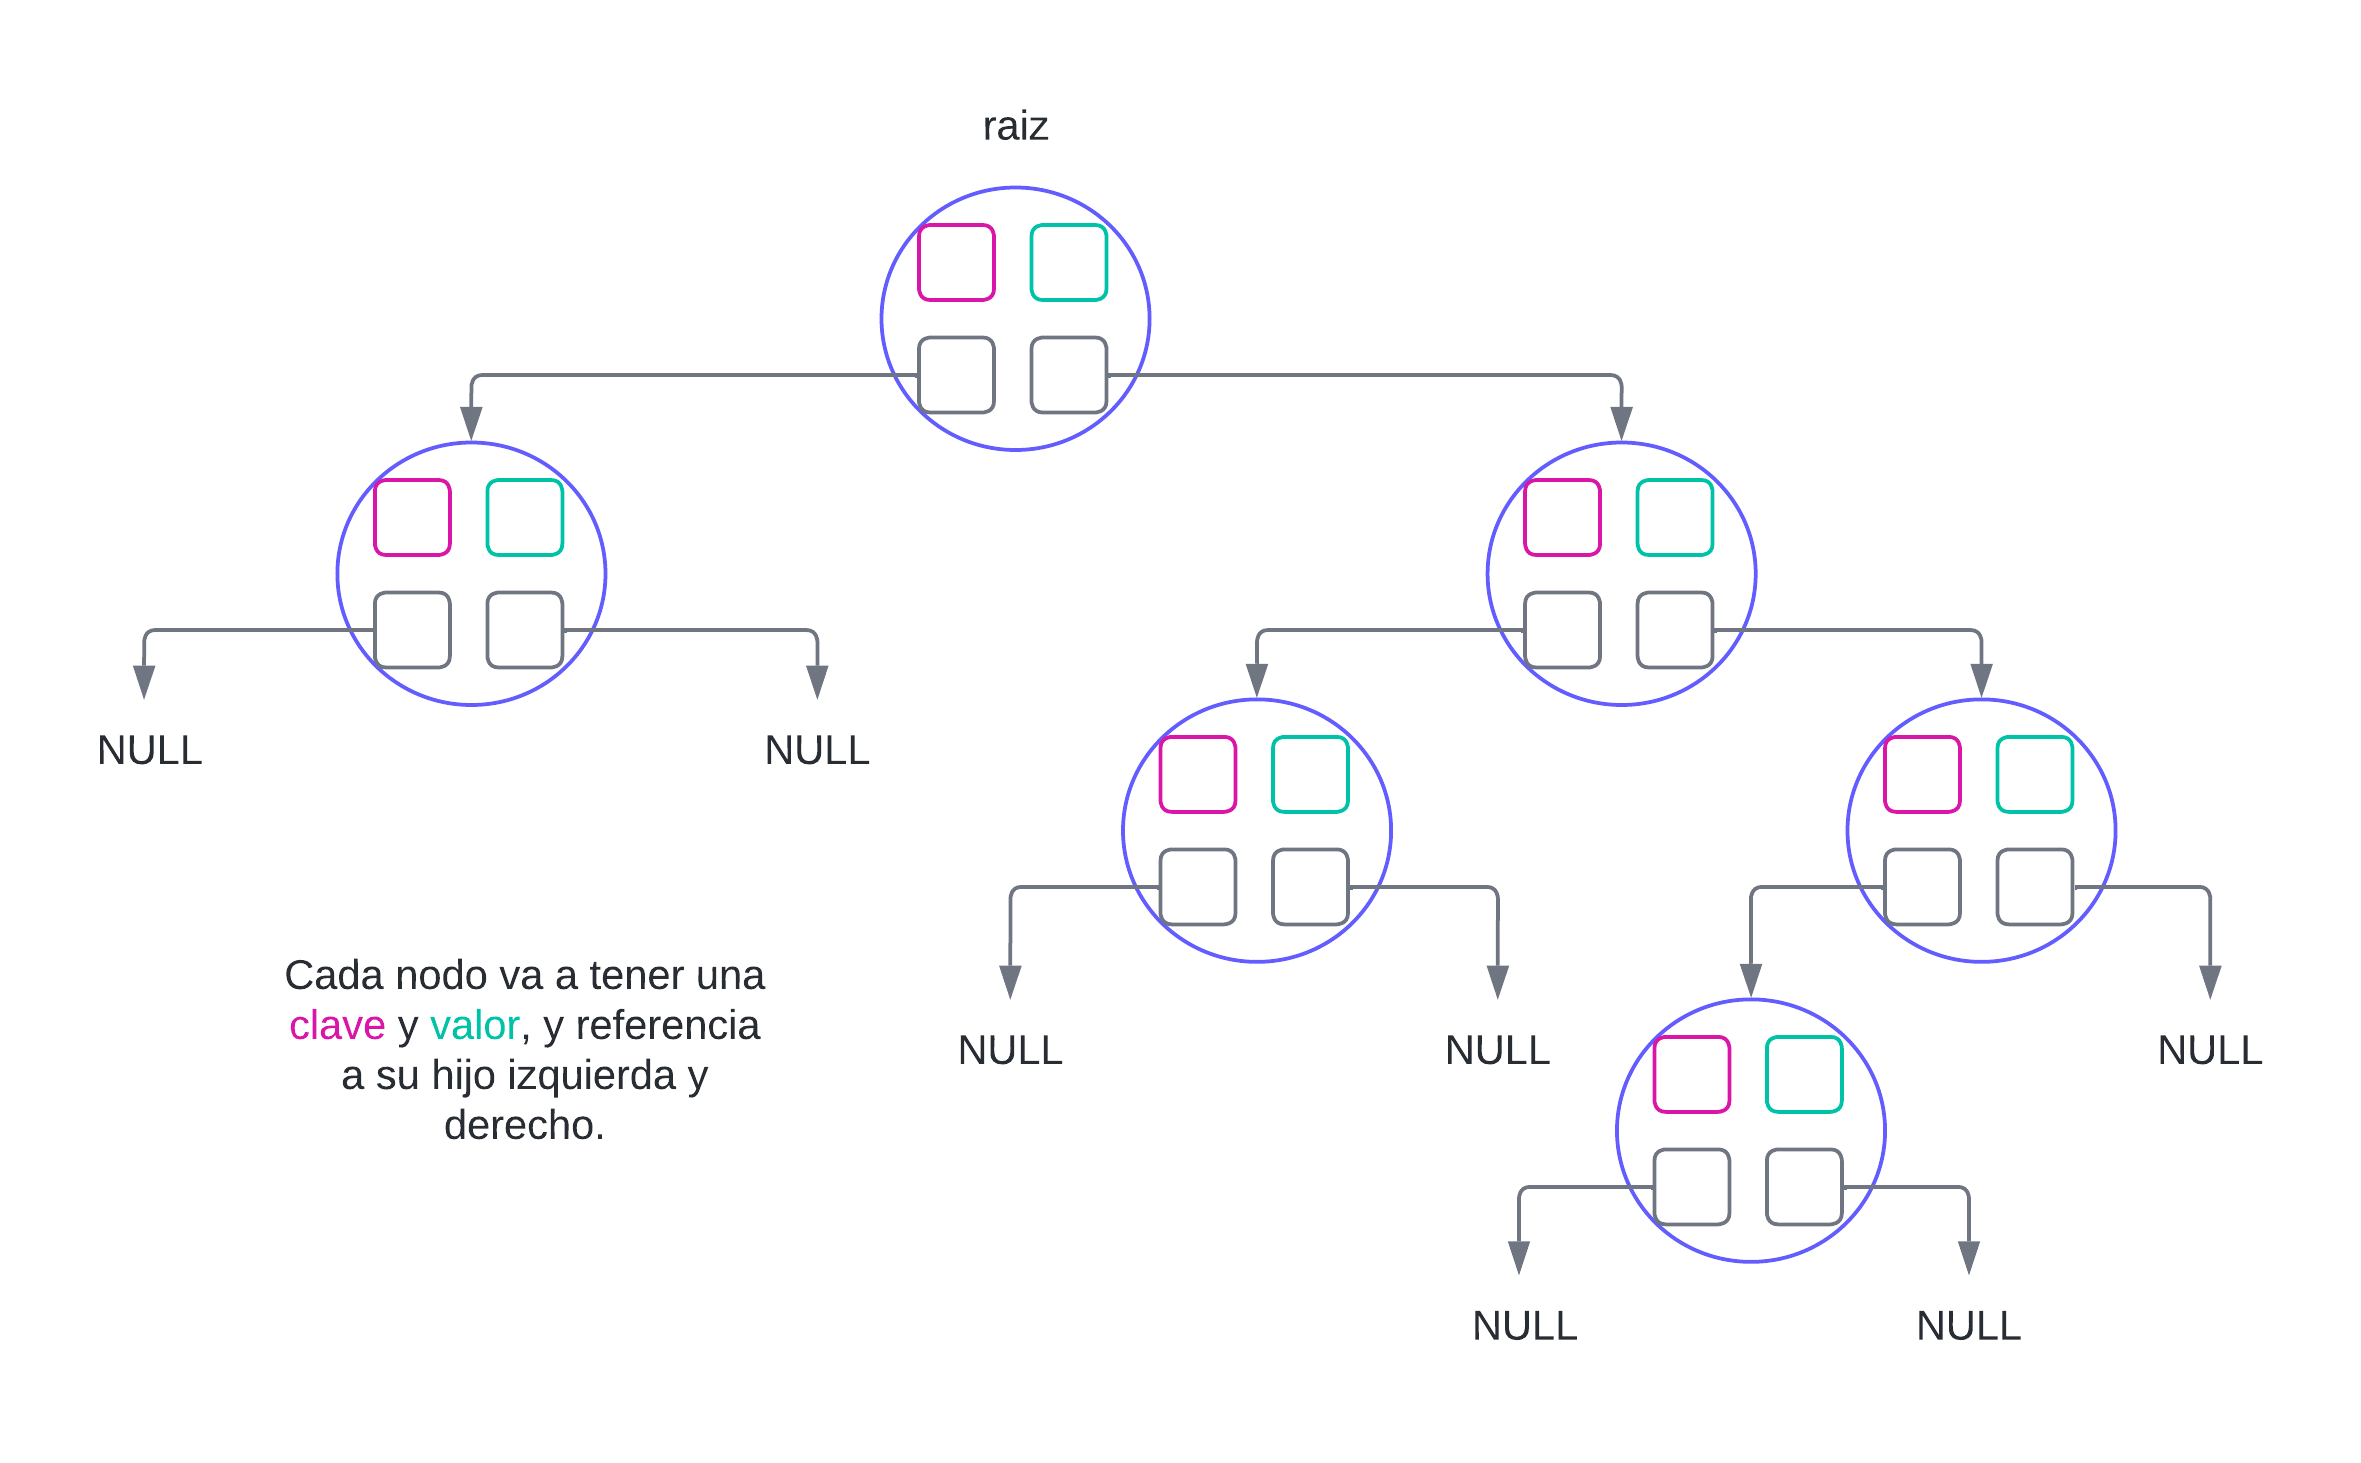 raiz
NULL
NULL
Cada nodo va a tener una
clave y valor, y referencia
a su hijo izquierda y
derecho.
NULL
NULL
NULL
NULL
NULL